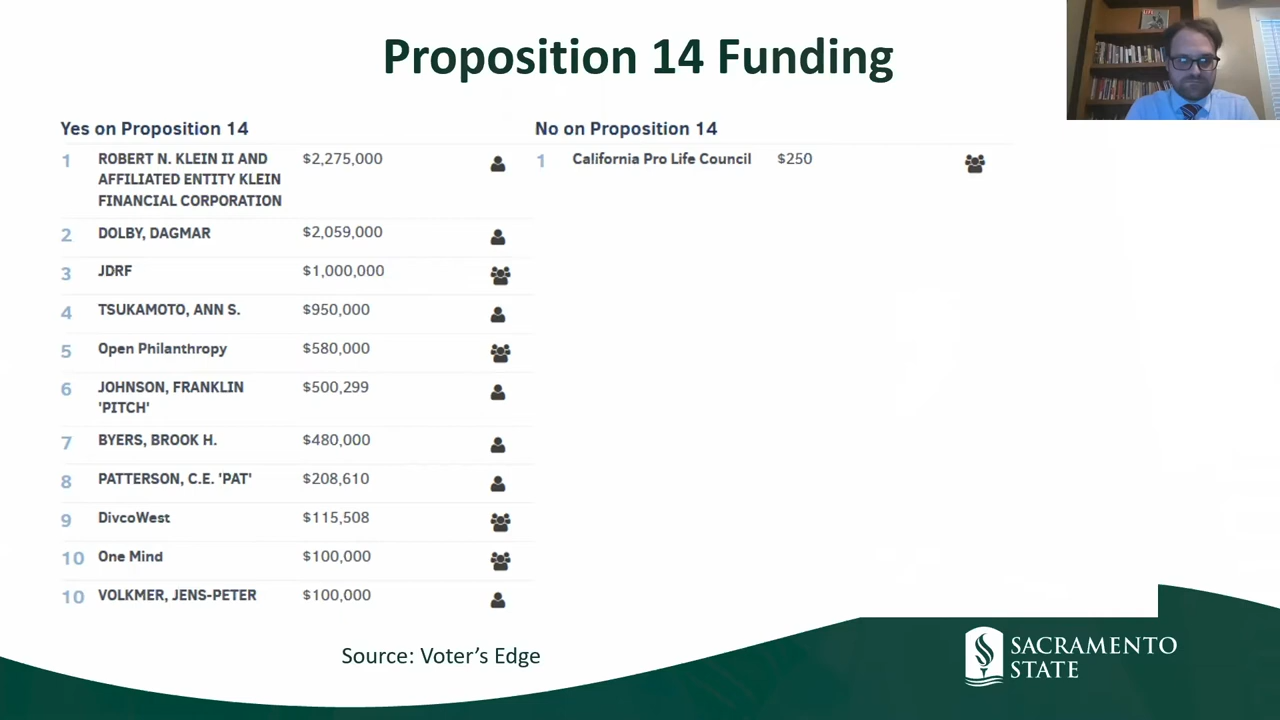 Proposition 14 Funding
Yes on Proposition 14
1 ROBERT N. KLEIN II AND $2,275,000
AFFILIATED ENTITY KLEIN
FINANCIAL CORPORATION
2 DOLBY, DAGMAR $2,059,000
3 JDRF $1,000,000
4 TSUKAMOTO, ANN S. $950,000
5 Open Philanthropy $580,000
6 JOHNSON, FRANKLIN $500,299
'PITCH'
7 BYERS, BROOK H. $480,000
8 PATTERSON, C.E. 'PAT' $208,610
9 DivcoWest $115,508
10 One Mind $100,000
10 VOLKMER, JENS-PETER $100,000
No on Proposition 14
1 California Pro Life Council $250
Source: Voter's Edge
SACRAMENTO
STATE
LIFE